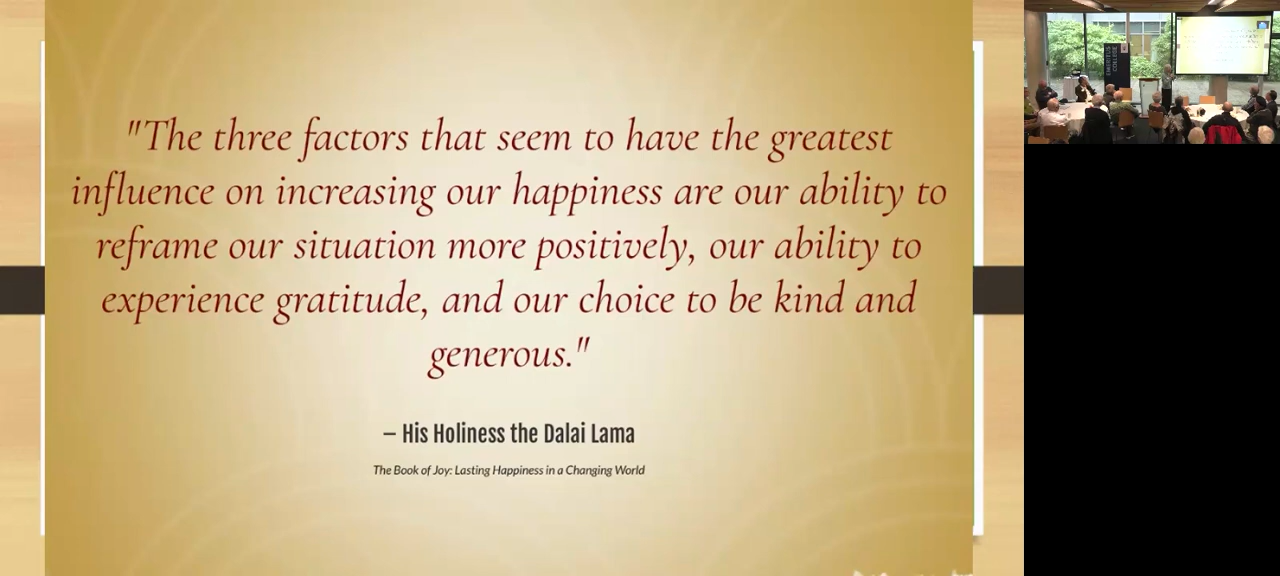 "The three factors that seem to have the greatest
influence on increasing our happiness are our ability to
reframe our situation more positively, our ability to
experience gratitude, and our choice to be kind and
generous."
– His Holiness the Dalai Lama
The Book of Joy: Lasting Happiness in a Changing World
EMERITUS
COLLEGE